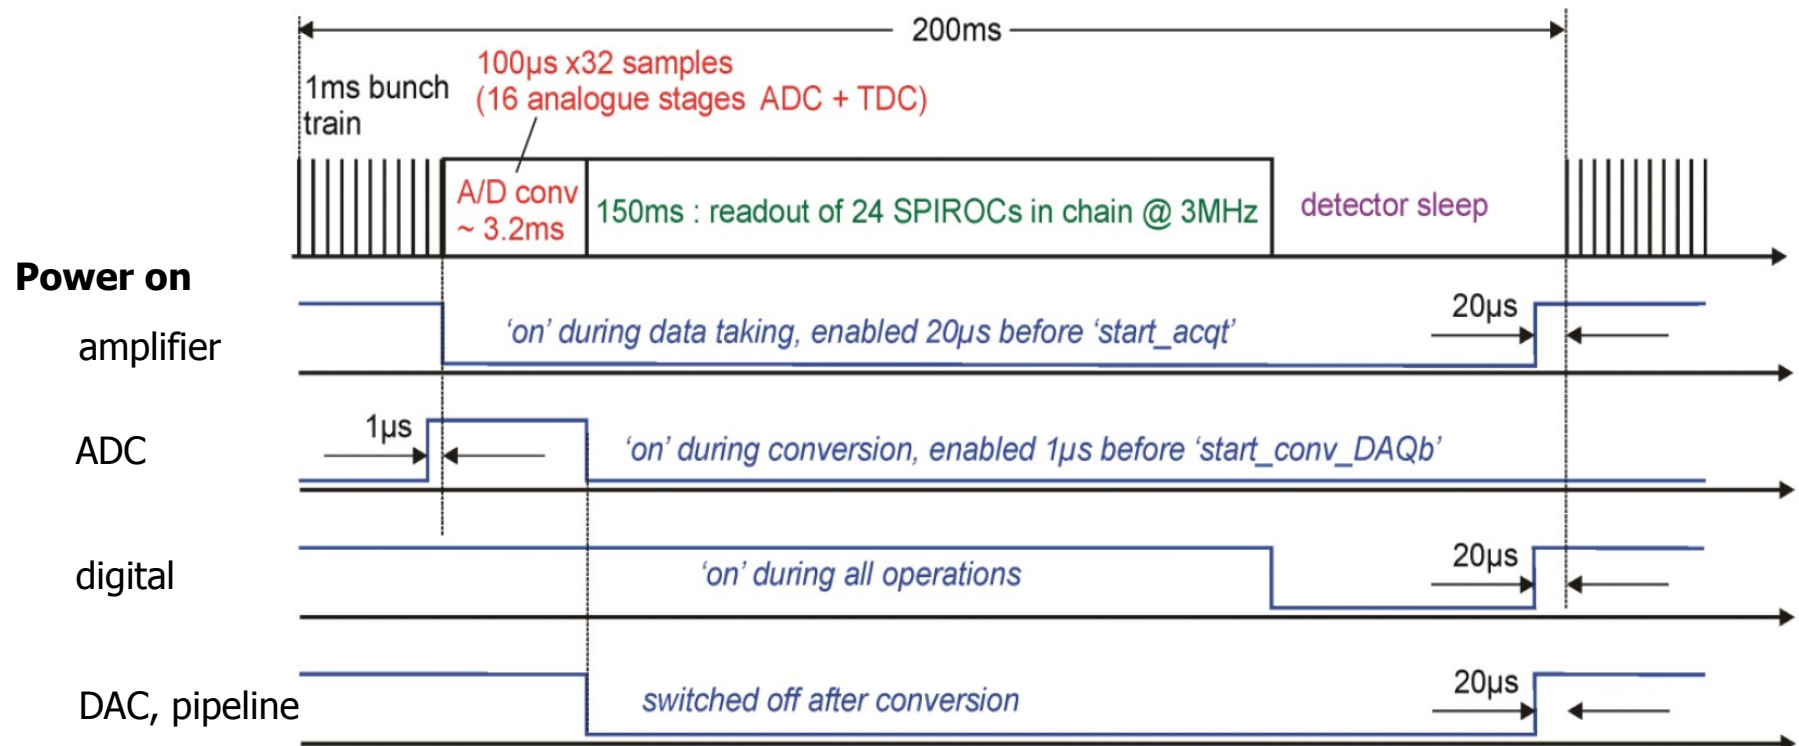 200ms
100µs x32 samples
(16 analogue stages ADC + TDC)
1ms bunch
train
A/D conv
~ 3.2ms
150ms : readout of 24 SPIROCs in chain @ 3MHz
detector sleep
Power on
amplifier
‘on’ during data taking, enabled 20µs before ‘start_acqt’
20µs
ADC
1µs
‘on’ during conversion, enabled 1µs before ‘start_conv_DAQb’
digital
‘on’ during all operations
20µs
DAC, pipeline
switched off after conversion
20µs